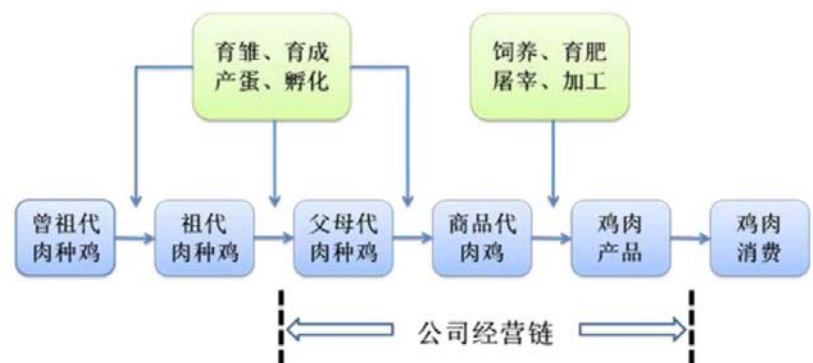 育雏、育成
产蛋、孵化
饲养、育肥
屠宰、加工
曾祖代
肉种鸡
祖代
肉种鸡
父母代
肉种鸡
商品代
肉鸡
鸡肉
产品
鸡肉
消费
公司经营链